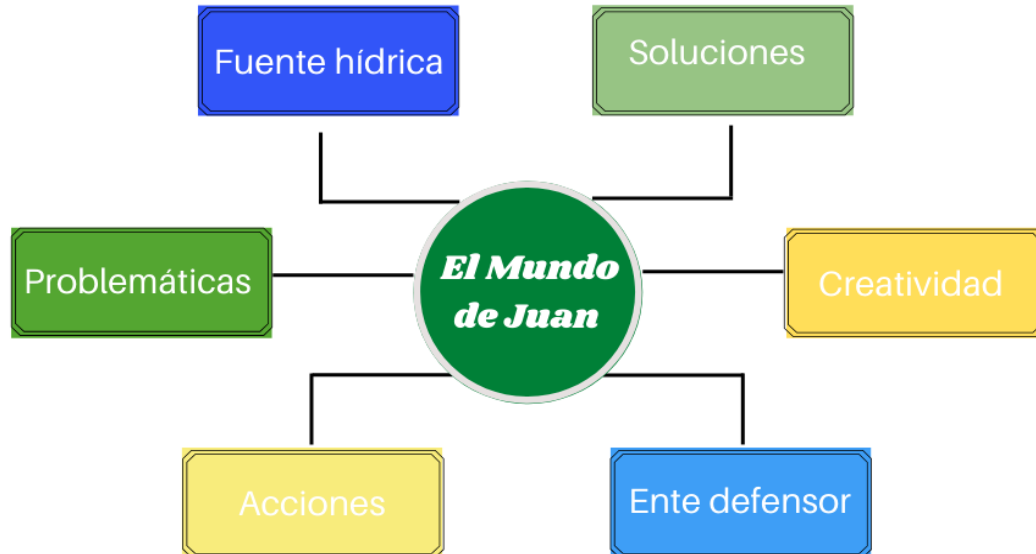 Fuente hídrica
Soluciones
Problemáticas
El Mundo
de Juan
Creatividad
Acciones
Ente defensor